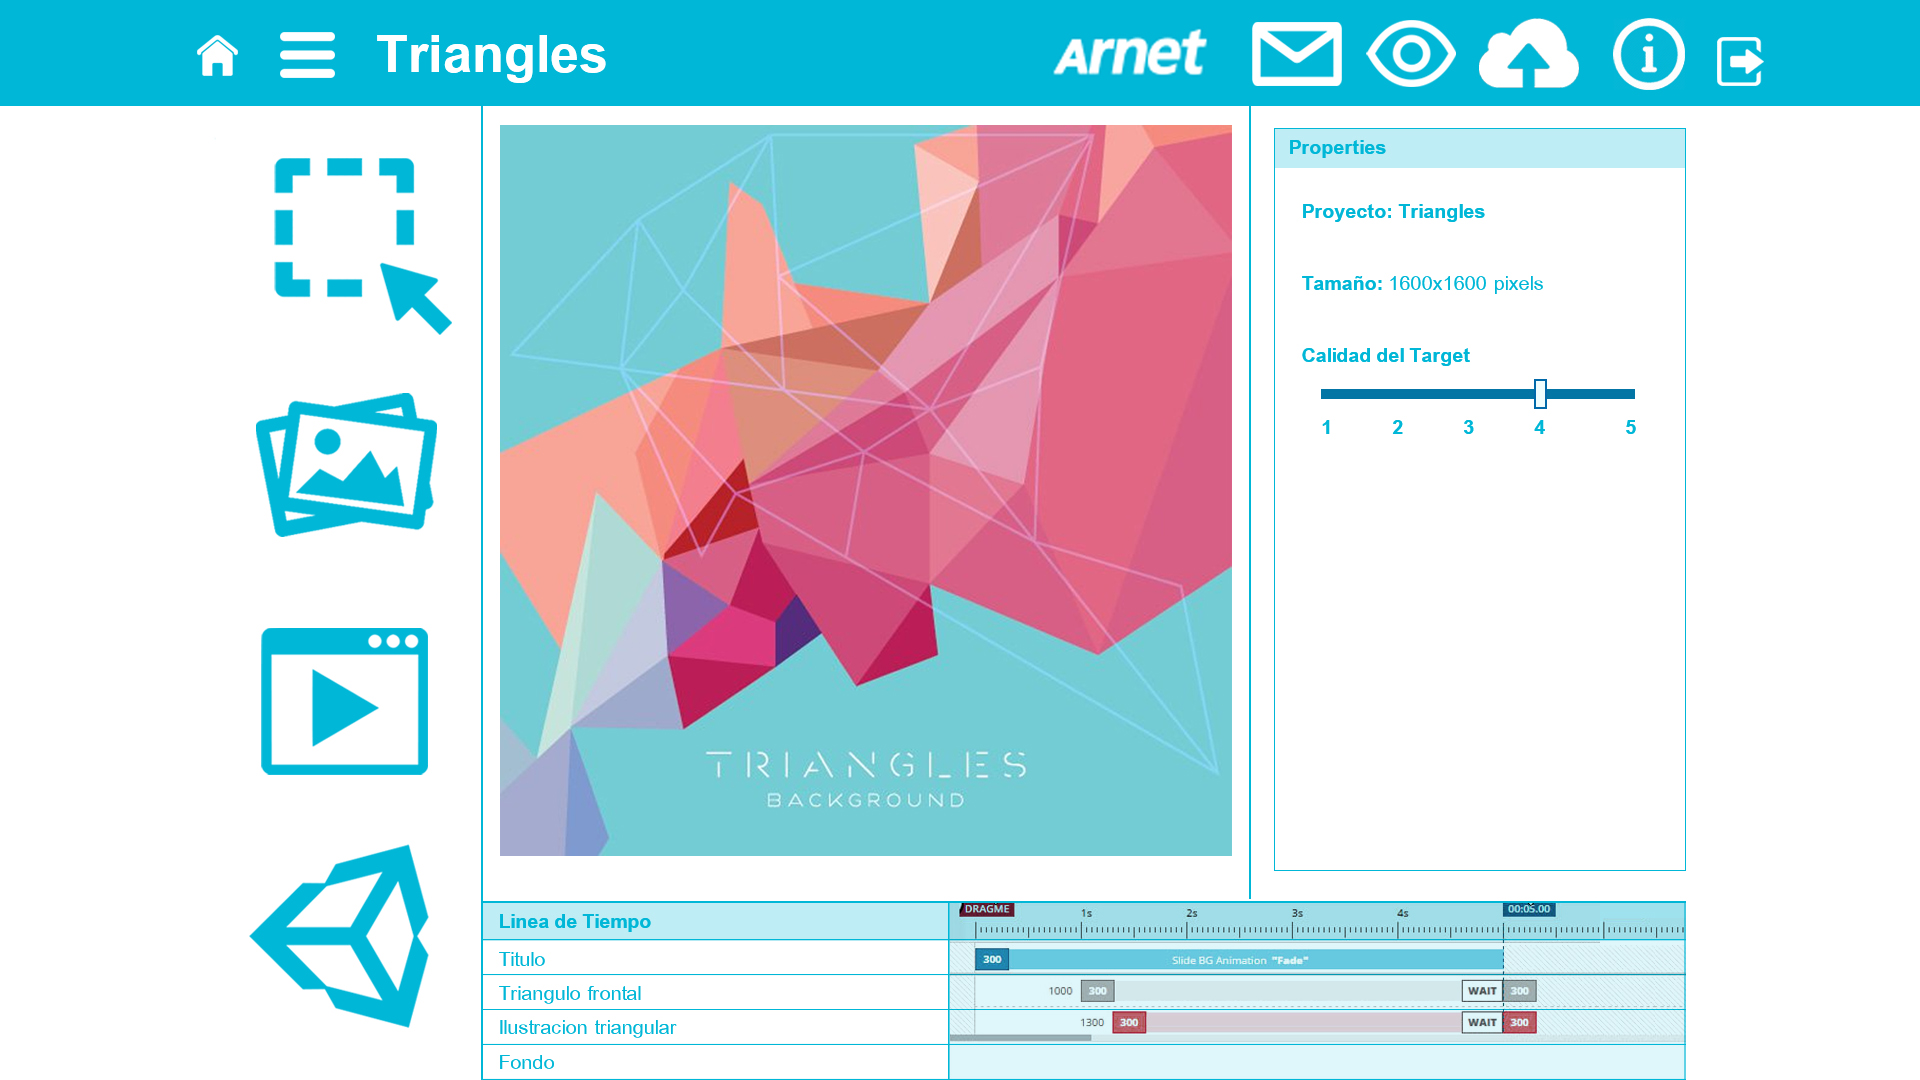 Triangles
Arnet
Properties
Proyecto: Triangles
Tamaño: 1600x1600 pixels
Calidad del Target
1 2 3 4 5
TRIANGLES
BACKGROUND
Linea de Tiempo
DRAGME 1s 2s 3s 4s 00:05.00
Titulo
300 Slide BG Animation "Fade"
Triangulo frontal
1000 300 WAIT 300
Ilustracion triangular
1300 300 WAIT 300
Fondo